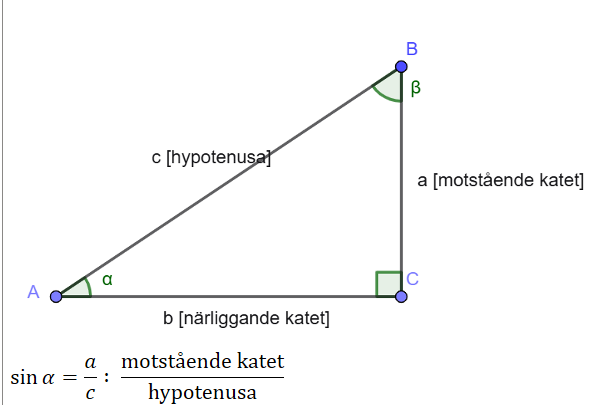 B
β
c [hypotenusa]
a [motstående katet]
α
A
C
b [närliggande katet]
sin α = a/c : motstående katet/hypotenusa